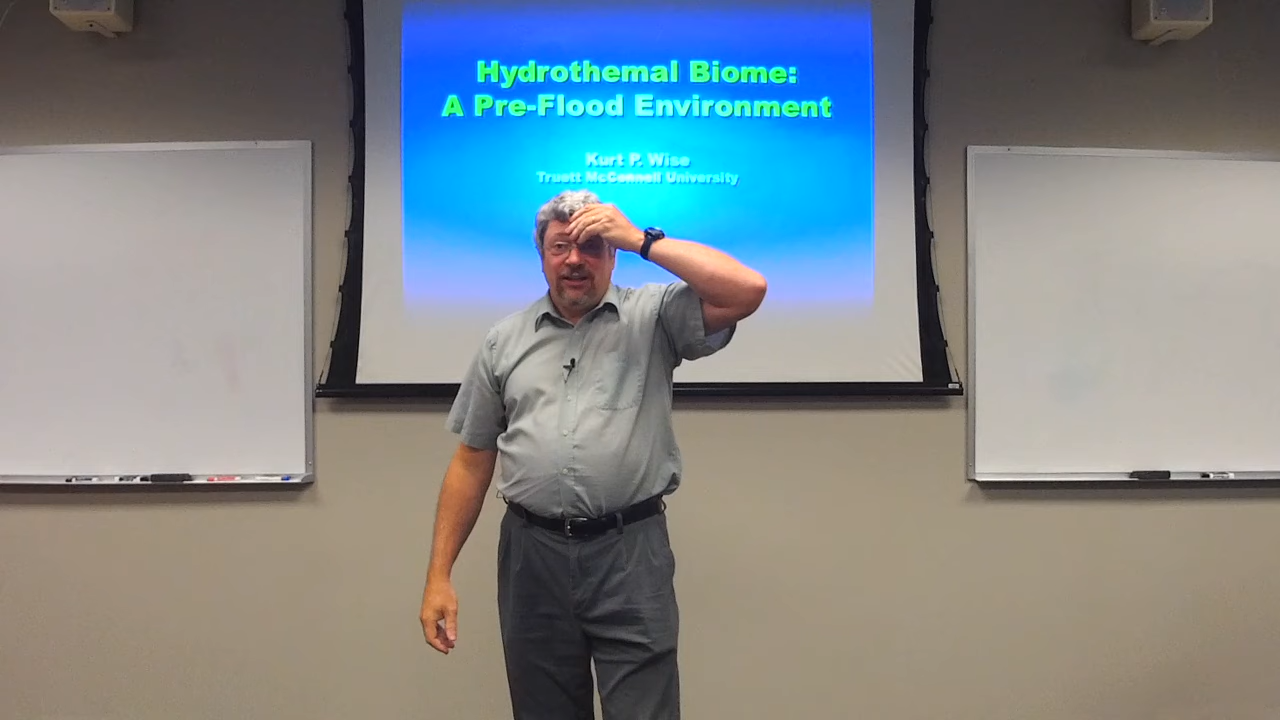 Hydrothemal Biome:
A Pre-Flood Environment
Kurt P. Wise
Truett McConnell University